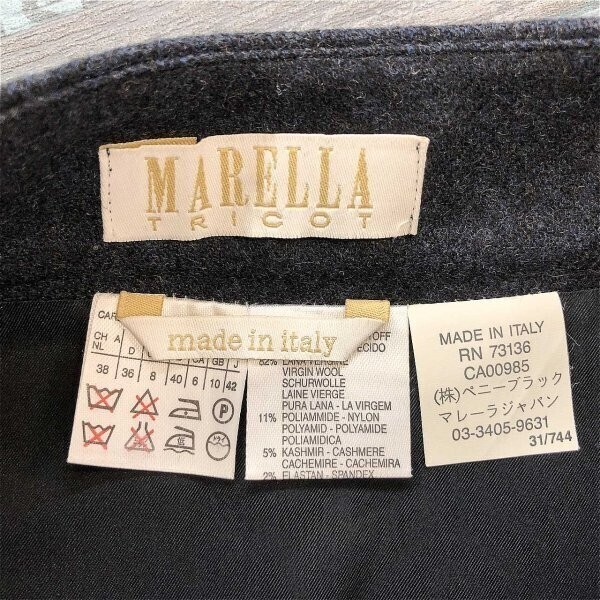 MARELLA
TRICOT
made in italy
CH A
NL D
GB J
38 36 8 40 6 10 42
82% LANA VERGINE
VIRGIN WOOL
SCHURWOLLE
LAINE VIERGE
PURA LANA - LA VIRGEM
11% POLIAMMIDE - NYLON
POLYAMID - POLYAMIDE
POLIAMIDICA
5% KASHMIR - CASHMERE
CACHEMIRE - CACHEMIRA
2% ELASTAN - SPANDEX
MADE IN ITALY
RN 73136
CA00985
(株)ペニーブラック
マレーラジャパン
03-3405-9631
31/744